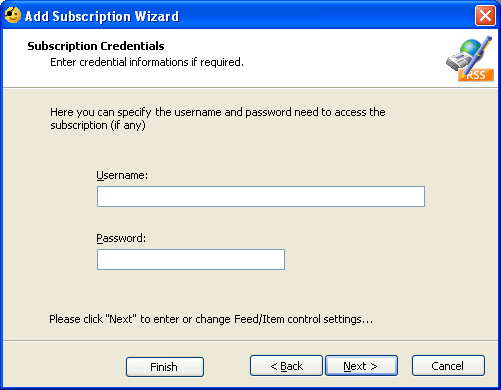 Add Subscription Wizard
Subscription Credentials
Enter credential informations if required.
RSS
Here you can specify the username and password need to access the
subscription (if any)
Username:
Password:
Please click "Next" to enter or change Feed/Item control settings...
Finish
< Back
Next >
Cancel